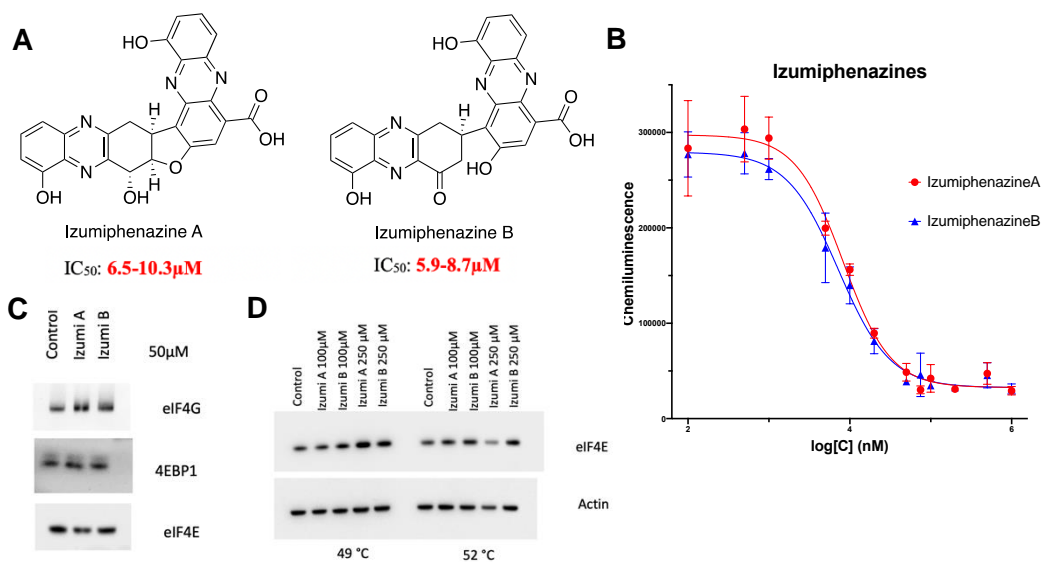 A
HO
N
N
N
N
O
OH
O
H
H
OH
OH
Izumiphenazine A
IC₅₀: 6.5-10.3μM
HO
N
N
N
N
O
OH
H
HO
O
OH
Izumiphenazine B
IC₅₀: 5.9-8.7μM
B
Izumiphenazines
Chemiluminescence
300000
200000
100000
0
2
3
4
5
6
log[C] (nM)
IzumiphenazineA
IzumiphenazineB
C
Control
Izumi A
Izumi B
50μM
eIF4G
4EBP1
eIF4E
D
Control
Izumi A 100μM
Izumi B 100μM
Izumi A 250 μM
Izumi B 250 μM
Control
Izumi A 100μM
Izumi B 100μM
Izumi A 250 μM
Izumi B 250 μM
eIF4E
Actin
49 °C
52 °C